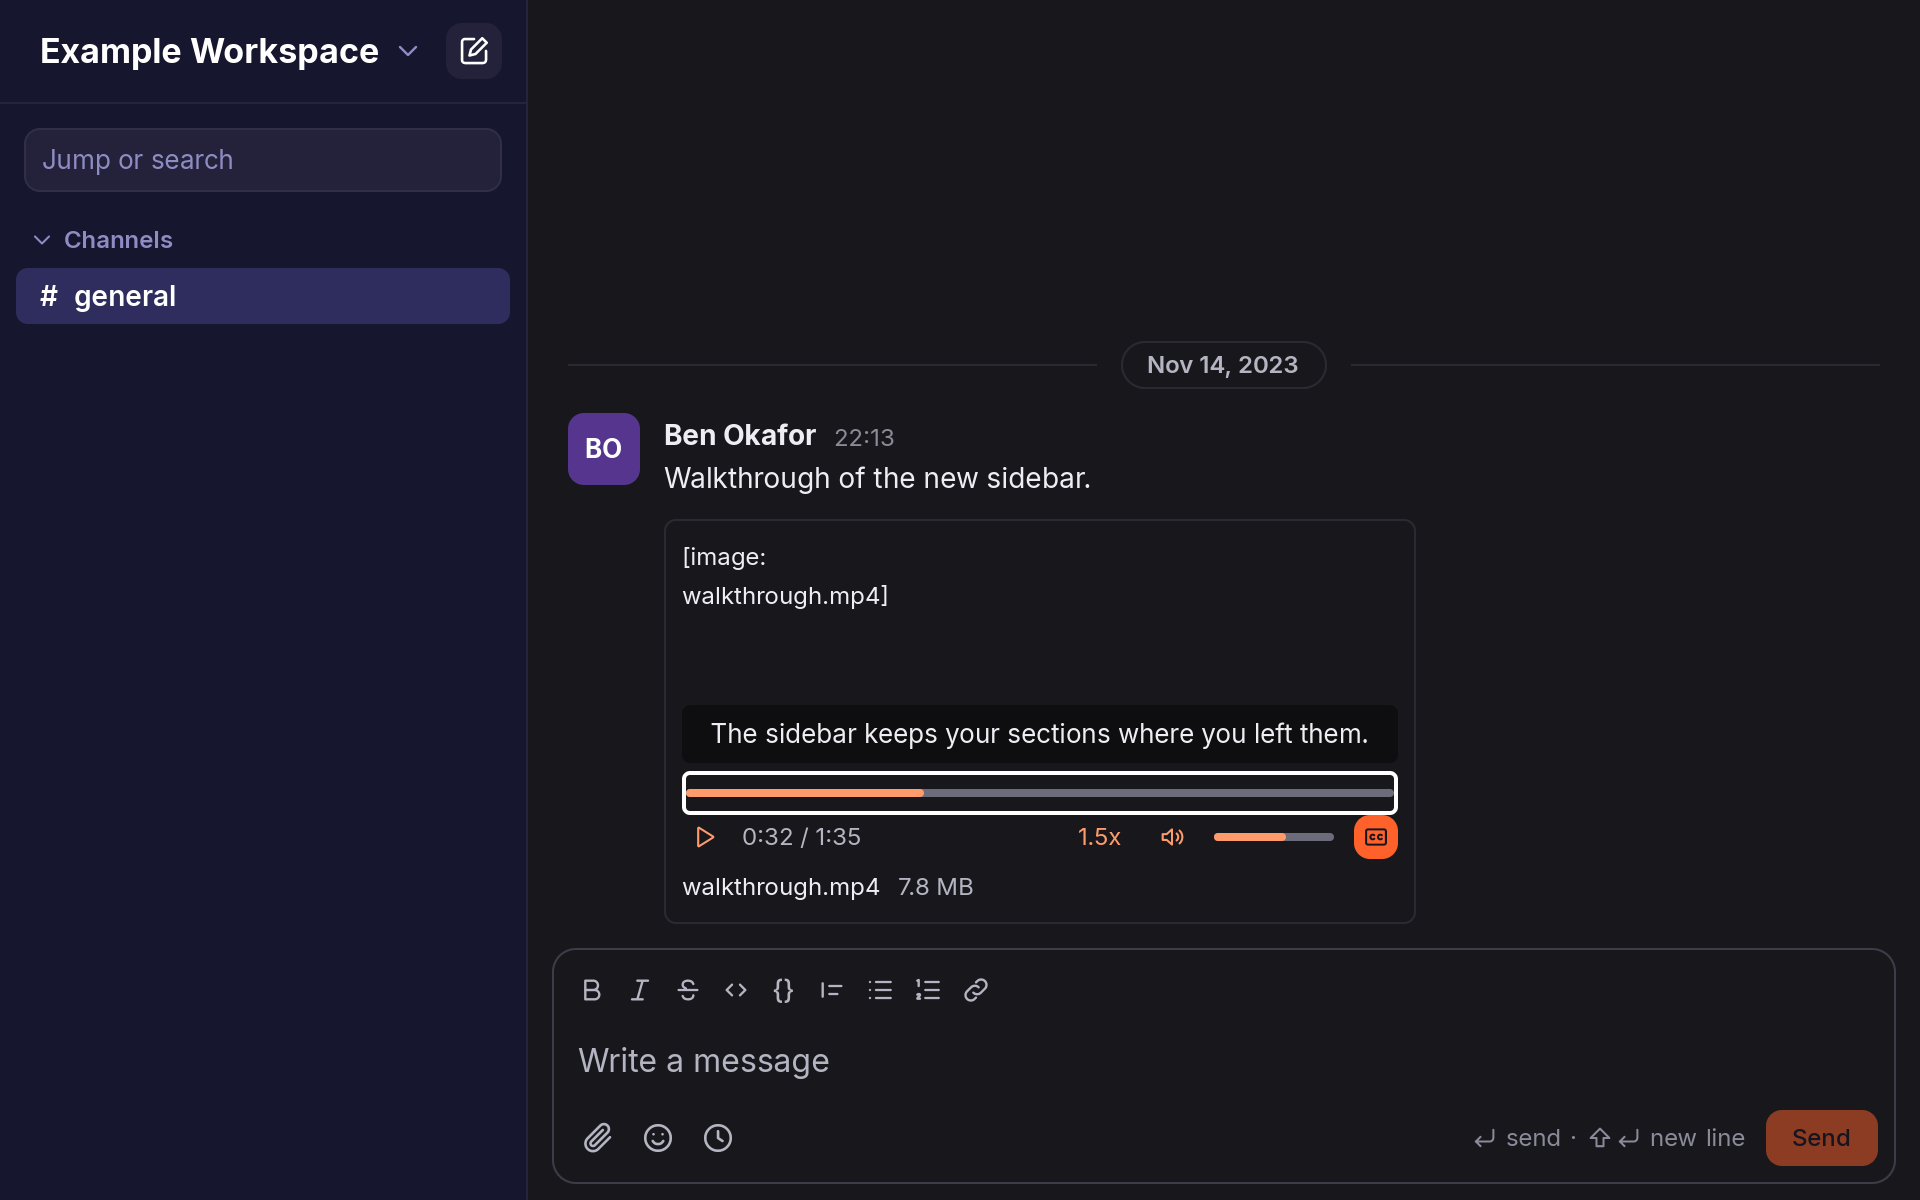 Example Workspace
Jump or search
Channels
# general
Nov 14, 2023
BO
Ben Okafor 22:13
Walkthrough of the new sidebar.
[image:
walkthrough.mp4]
The sidebar keeps your sections where you left them.
0:32 / 1:35 1.5x
walkthrough.mp4 7.8 MB
Write a message
send · new line Send